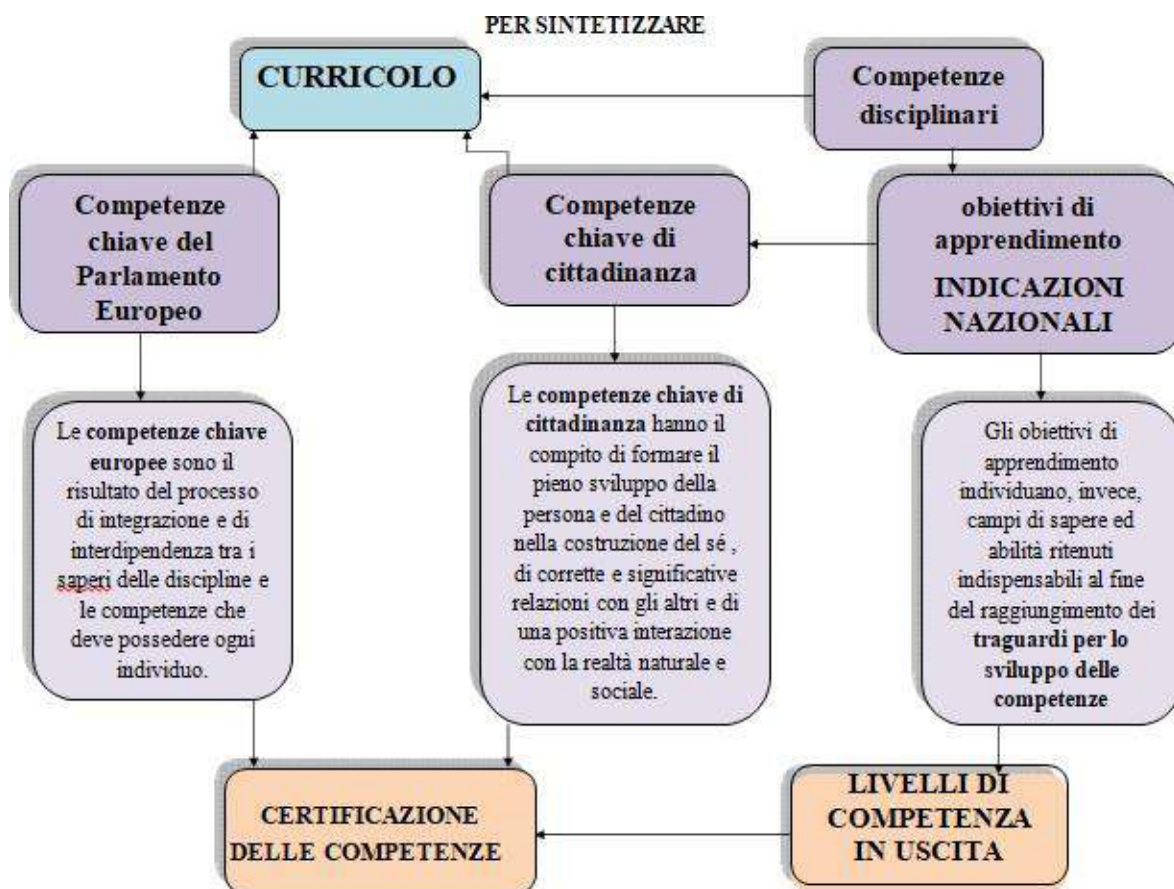 PER SINTETIZZARE
CURRICOLO
Competenze
disciplinari
Competenze
chiave del
Parlamento
Europeo
Competenze
chiave di
cittadinanza
obiettivi di
apprendimento
INDICAZIONI
NAZIONALI
Le competenze chiave
europee sono il
risultato del processo
di integrazione e di
interdipendenza tra i
saperi delle discipline e
le competenze che
deve possedere ogni
individuo.
Le competenze chiave di
cittadinanza hanno il
compito di formare il
pieno sviluppo della
persona e del cittadino
nella costruzione del sé ,
di corrette e significative
relazioni con gli altri e di
una positiva interazione
con la realtà naturale e
sociale.
Gli obiettivi di
apprendimento
individuano, invece,
campi di sapere ed
abilità ritenuti
indispensabili al fine
del raggiungimento dei
traguardi per lo
sviluppo delle
competenze
CERTIFICAZIONE
DELLE COMPETENZE
LIVELLI DI
COMPETENZA
IN USCITA